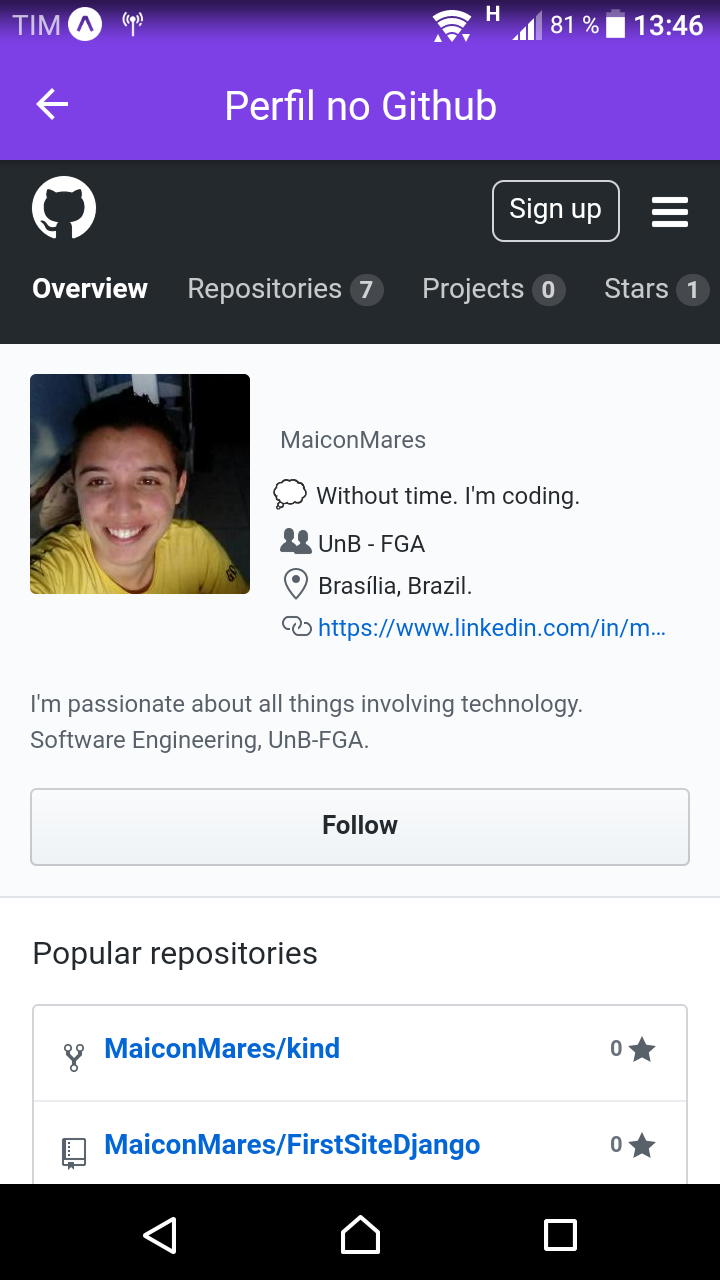 TIM H 81 % 13:46
Perfil no Github
Sign up
Overview Repositories 7 Projects 0 Stars 1
MaiconMares
Without time. I'm coding.
UnB - FGA
Brasília, Brazil.
https://www.linkedin.com/in/m...
I'm passionate about all things involving technology.
Software Engineering, UnB-FGA.
Follow
Popular repositories
MaiconMares/kind 0
MaiconMares/FirstSiteDjango 0